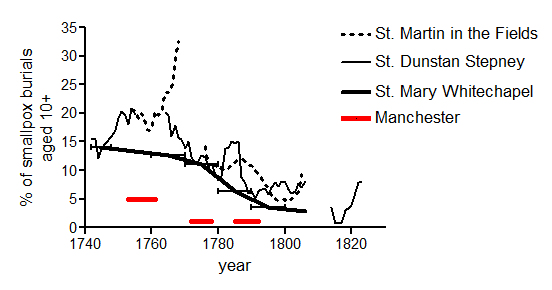 35
30
25
20
15
10
5
0
% of smallpox burials
aged 10+
1740
1760
1780
1800
1820
year
St. Martin in the Fields
St. Dunstan Stepney
St. Mary Whitechapel
Manchester